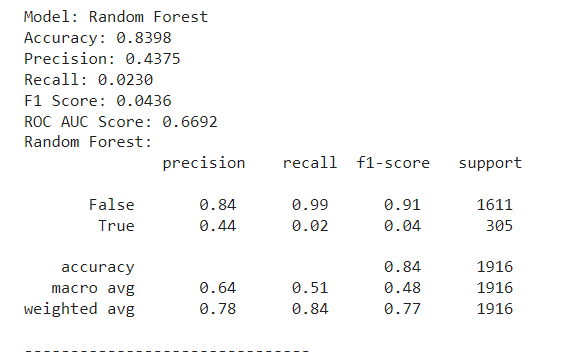 Model: Random Forest
Accuracy: 0.8398
Precision: 0.4375
Recall: 0.0230
F1 Score: 0.0436
ROC AUC Score: 0.6692
Random Forest:
precision recall f1-score support
False 0.84 0.99 0.91 1611
True 0.44 0.02 0.04 305
accuracy 0.84 1916
macro avg 0.64 0.51 0.48 1916
weighted avg 0.78 0.84 0.77 1916
-------------------------------